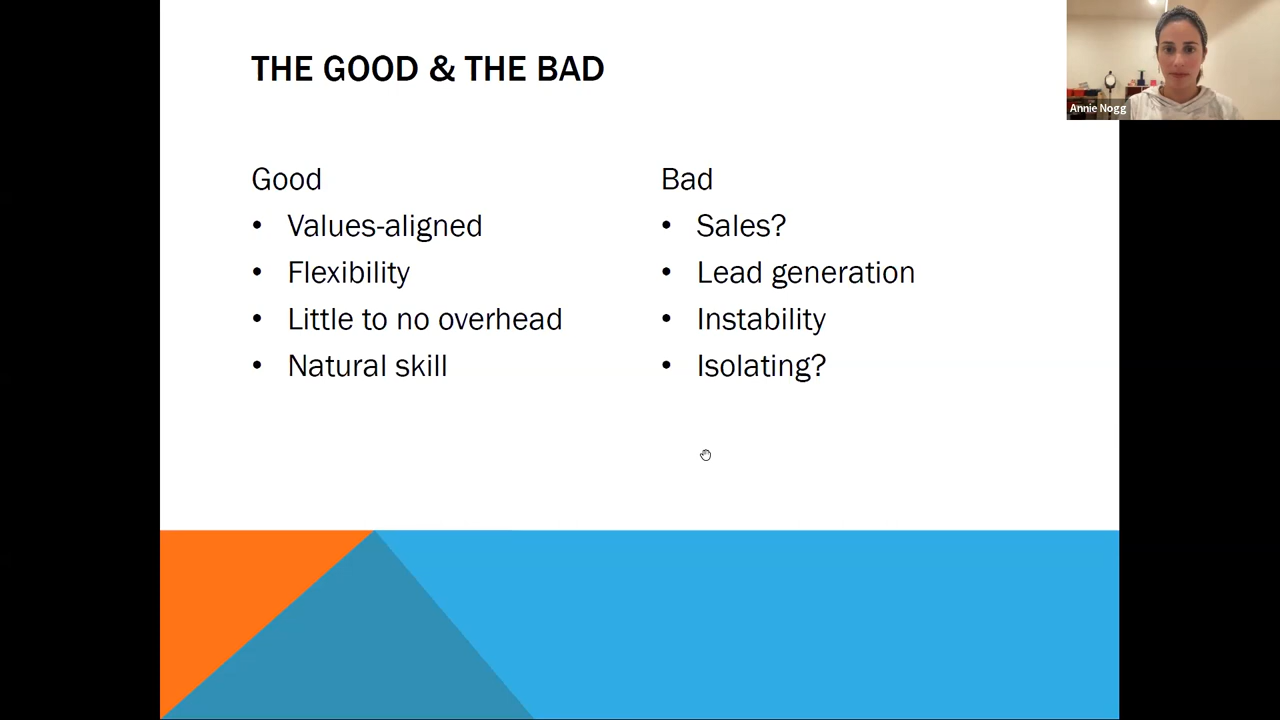 THE GOOD & THE BAD
Annie Nogg
Good
• Values-aligned
• Flexibility
• Little to no overhead
• Natural skill
Bad
• Sales?
• Lead generation
• Instability
• Isolating?